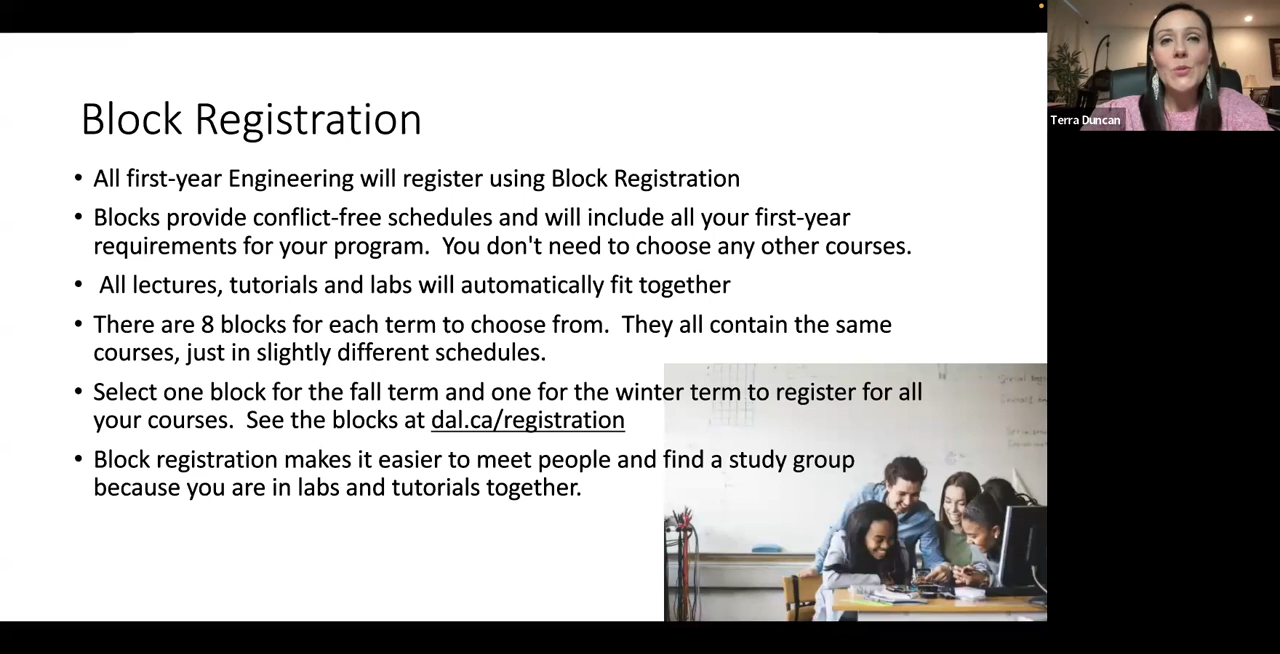 Block Registration
• All first-year Engineering will register using Block Registration
• Blocks provide conflict-free schedules and will include all your first-year
requirements for your program.  You don't need to choose any other courses.
•  All lectures, tutorials and labs will automatically fit together
• There are 8 blocks for each term to choose from.  They all contain the same
courses, just in slightly different schedules.
• Select one block for the fall term and one for the winter term to register for all
your courses.  See the blocks at dal.ca/registration
• Block registration makes it easier to meet people and find a study group
because you are in labs and tutorials together.
Terra Duncan